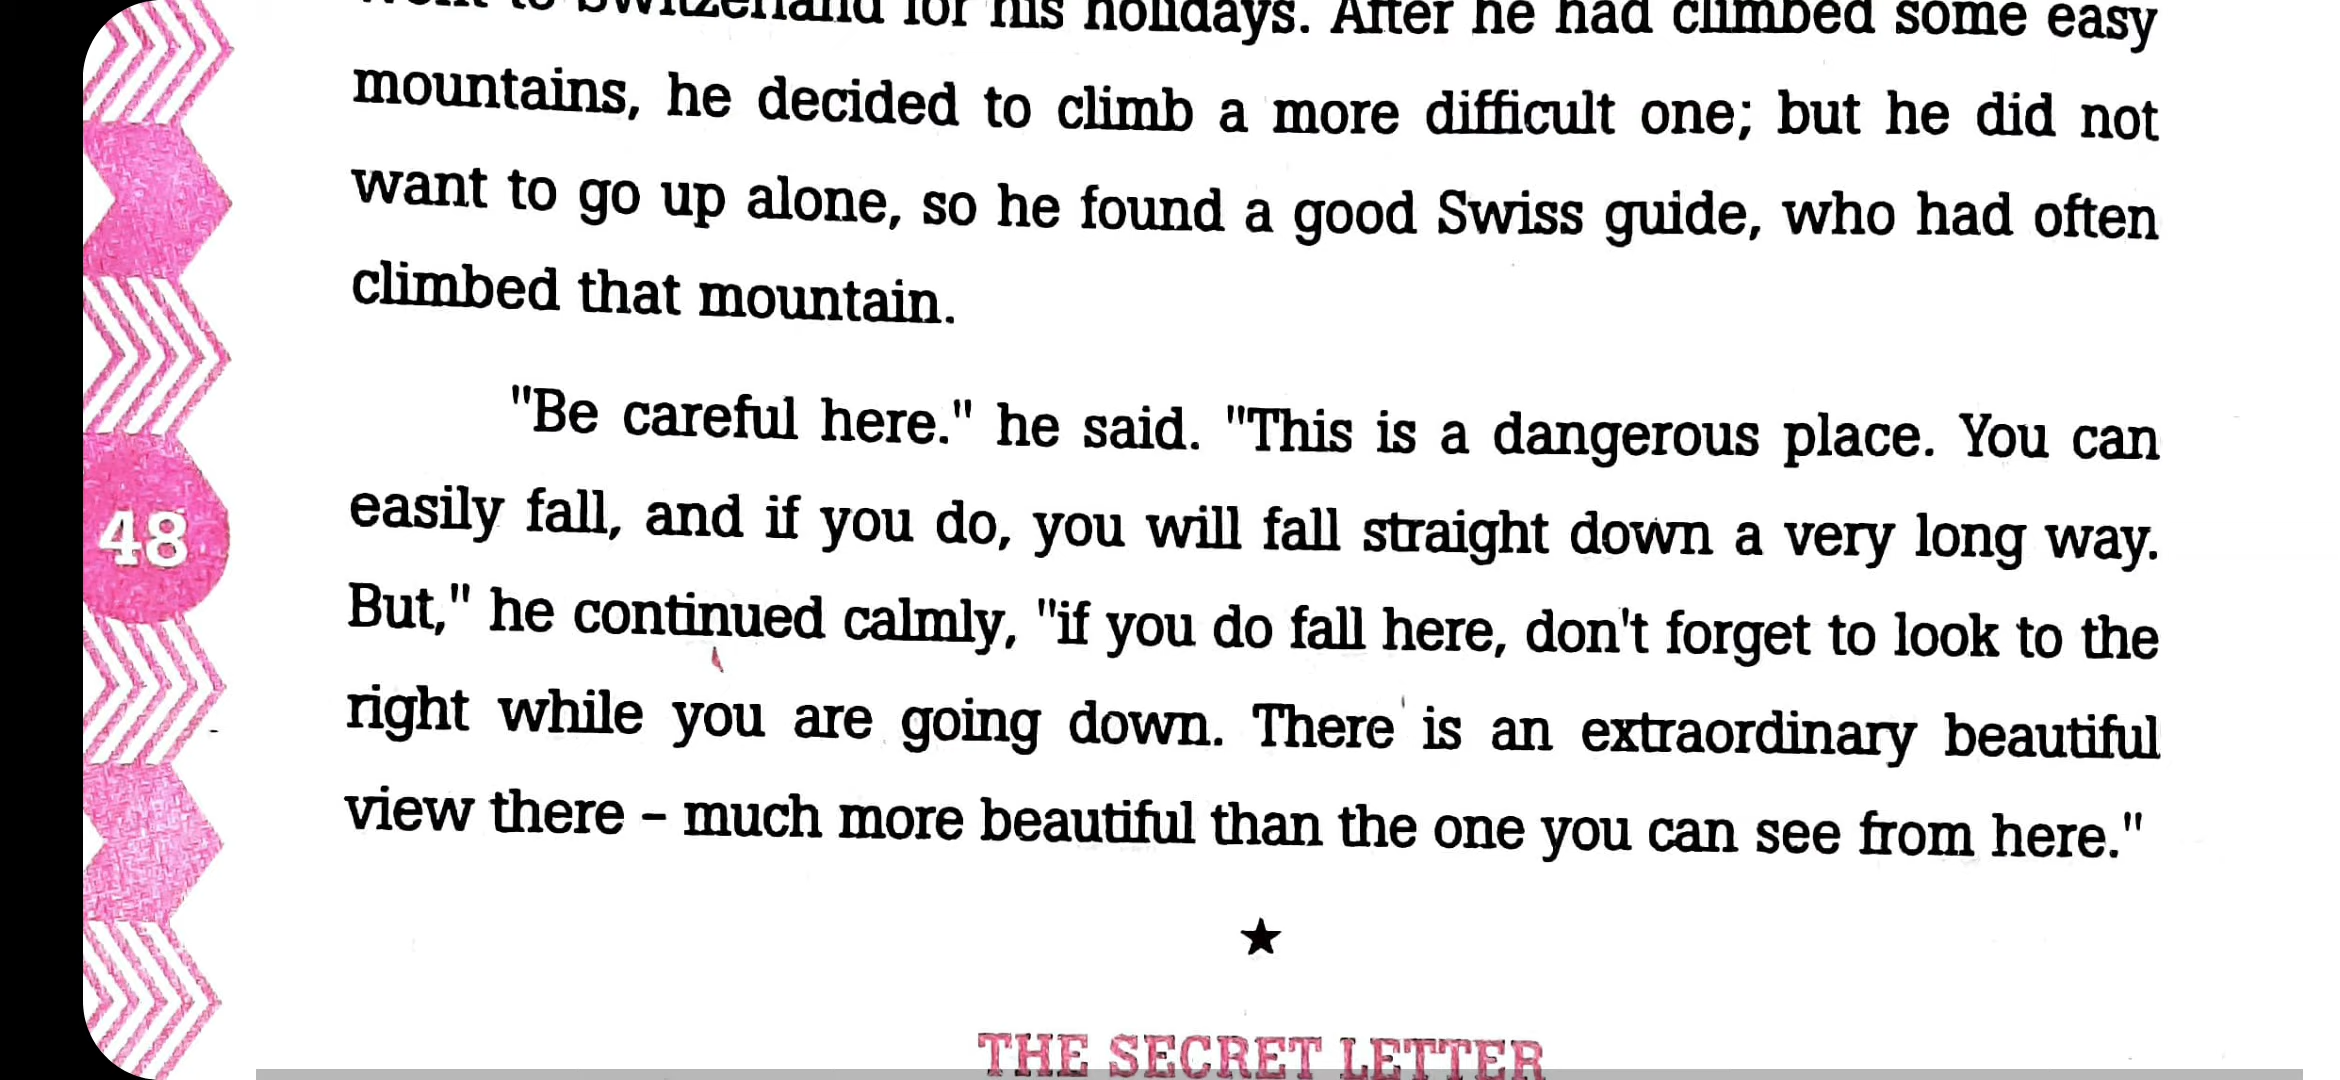 went to Switzerland for his holidays. After he had climbed some easy
mountains, he decided to climb a more difficult one; but he did not
want to go up alone, so he found a good Swiss guide, who had often
climbed that mountain.
"Be careful here." he said. "This is a dangerous place. You can
easily fall, and if you do, you will fall straight down a very long way.
But," he continued calmly, "if you do fall here, don't forget to look to the
right while you are going down. There is an extraordinary beautiful
view there – much more beautiful than the one you can see from here."
★
THE SECRET LETTER
48